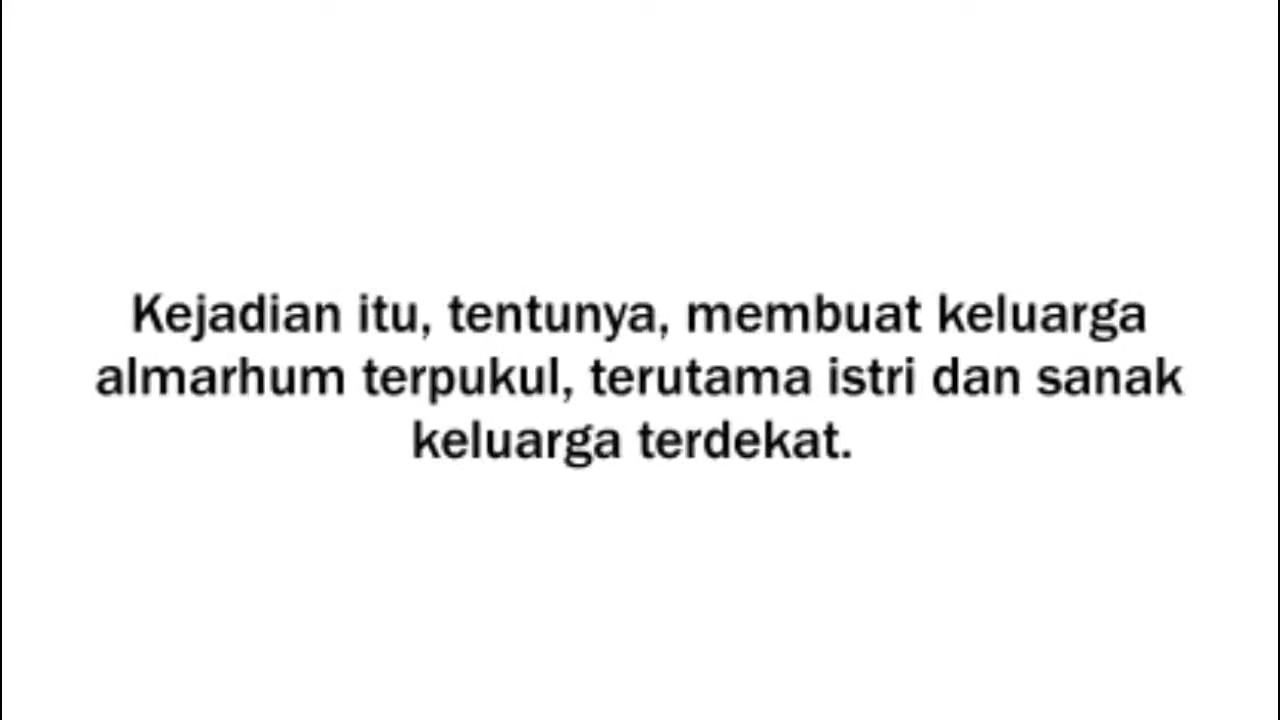 Kejadian itu, tentunya, membuat keluarga
almarhum terpukul, terutama istri dan sanak
keluarga terdekat.